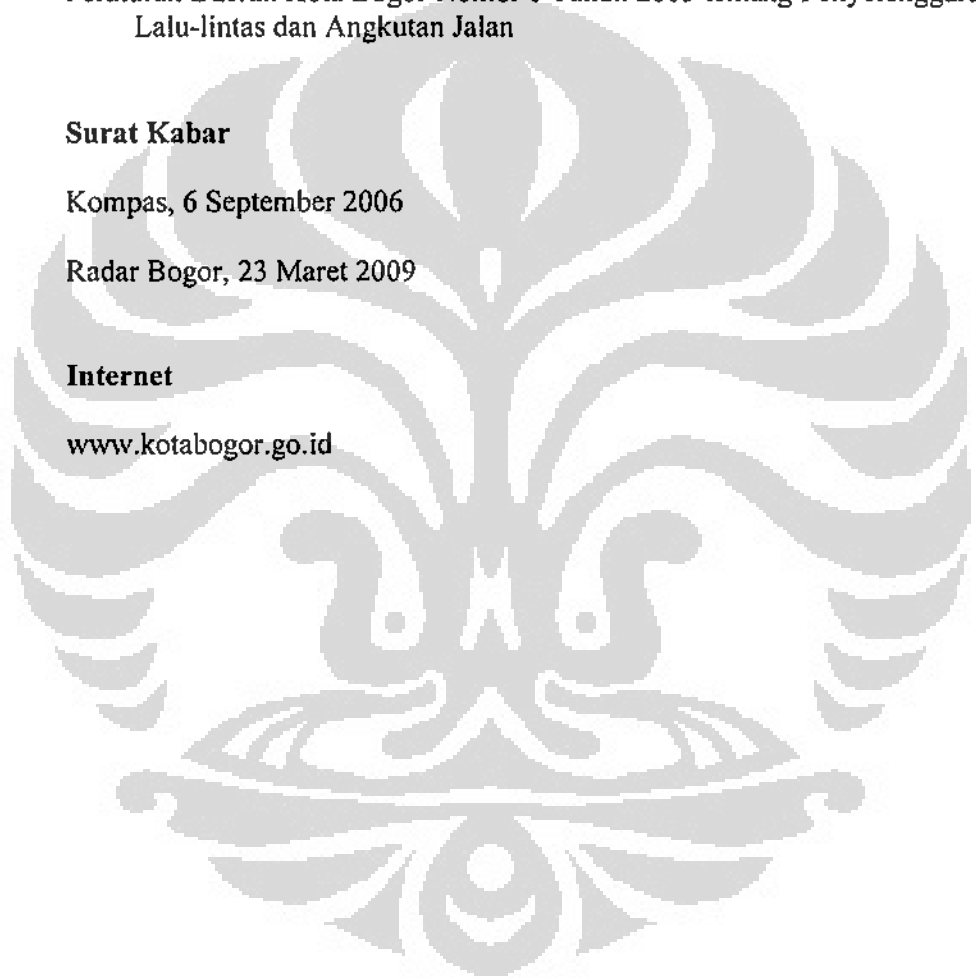 Lalu-lintas dan Angkutan Jalan
Surat Kabar
Kompas, 6 September 2006
Radar Bogor, 23 Maret 2009
Internet
www.kotabogor.go.id